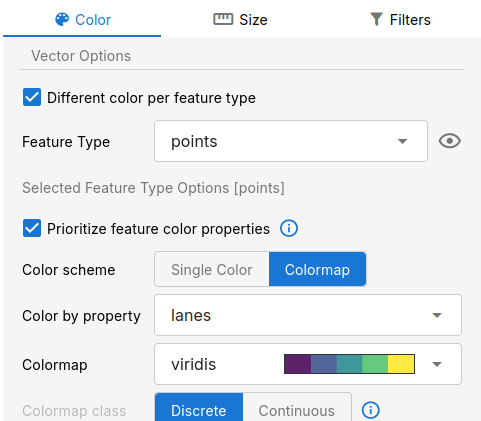 Color Size Filters
Vector Options
Different color per feature type
Feature Type points
Selected Feature Type Options [points]
Prioritize feature color properties
Color scheme Single Color Colormap
Color by property lanes
Colormap viridis
Colormap class Discrete Continuous